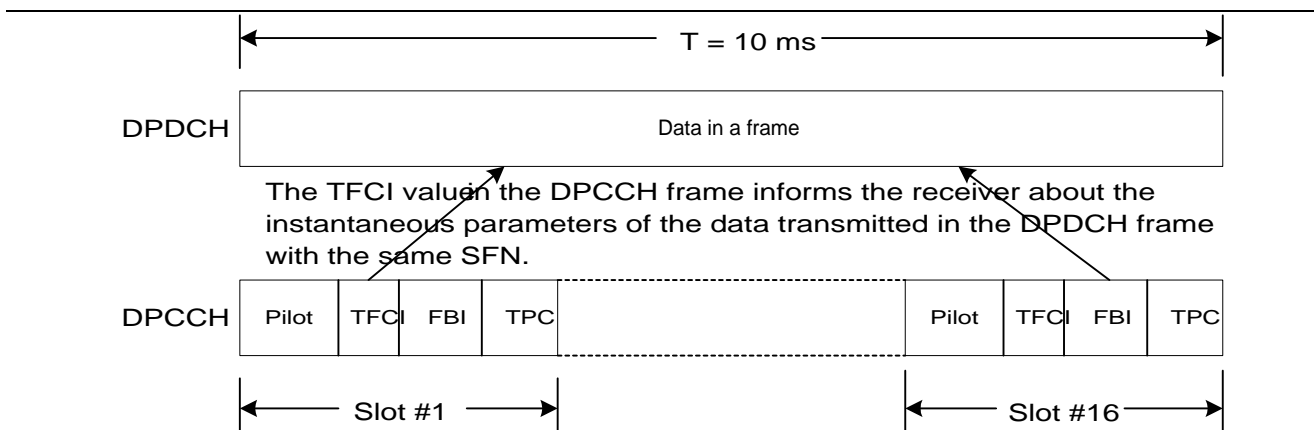 T = 10 ms
DPDCH
Data in a frame
The TFCI value in the DPCCH frame informs the receiver about the
instantaneous parameters of the data transmitted in the DPDCH frame
with the same SFN.
DPCCH
Pilot TFCI FBI TPC Pilot TFCI FBI TPC
Slot #1 Slot #16